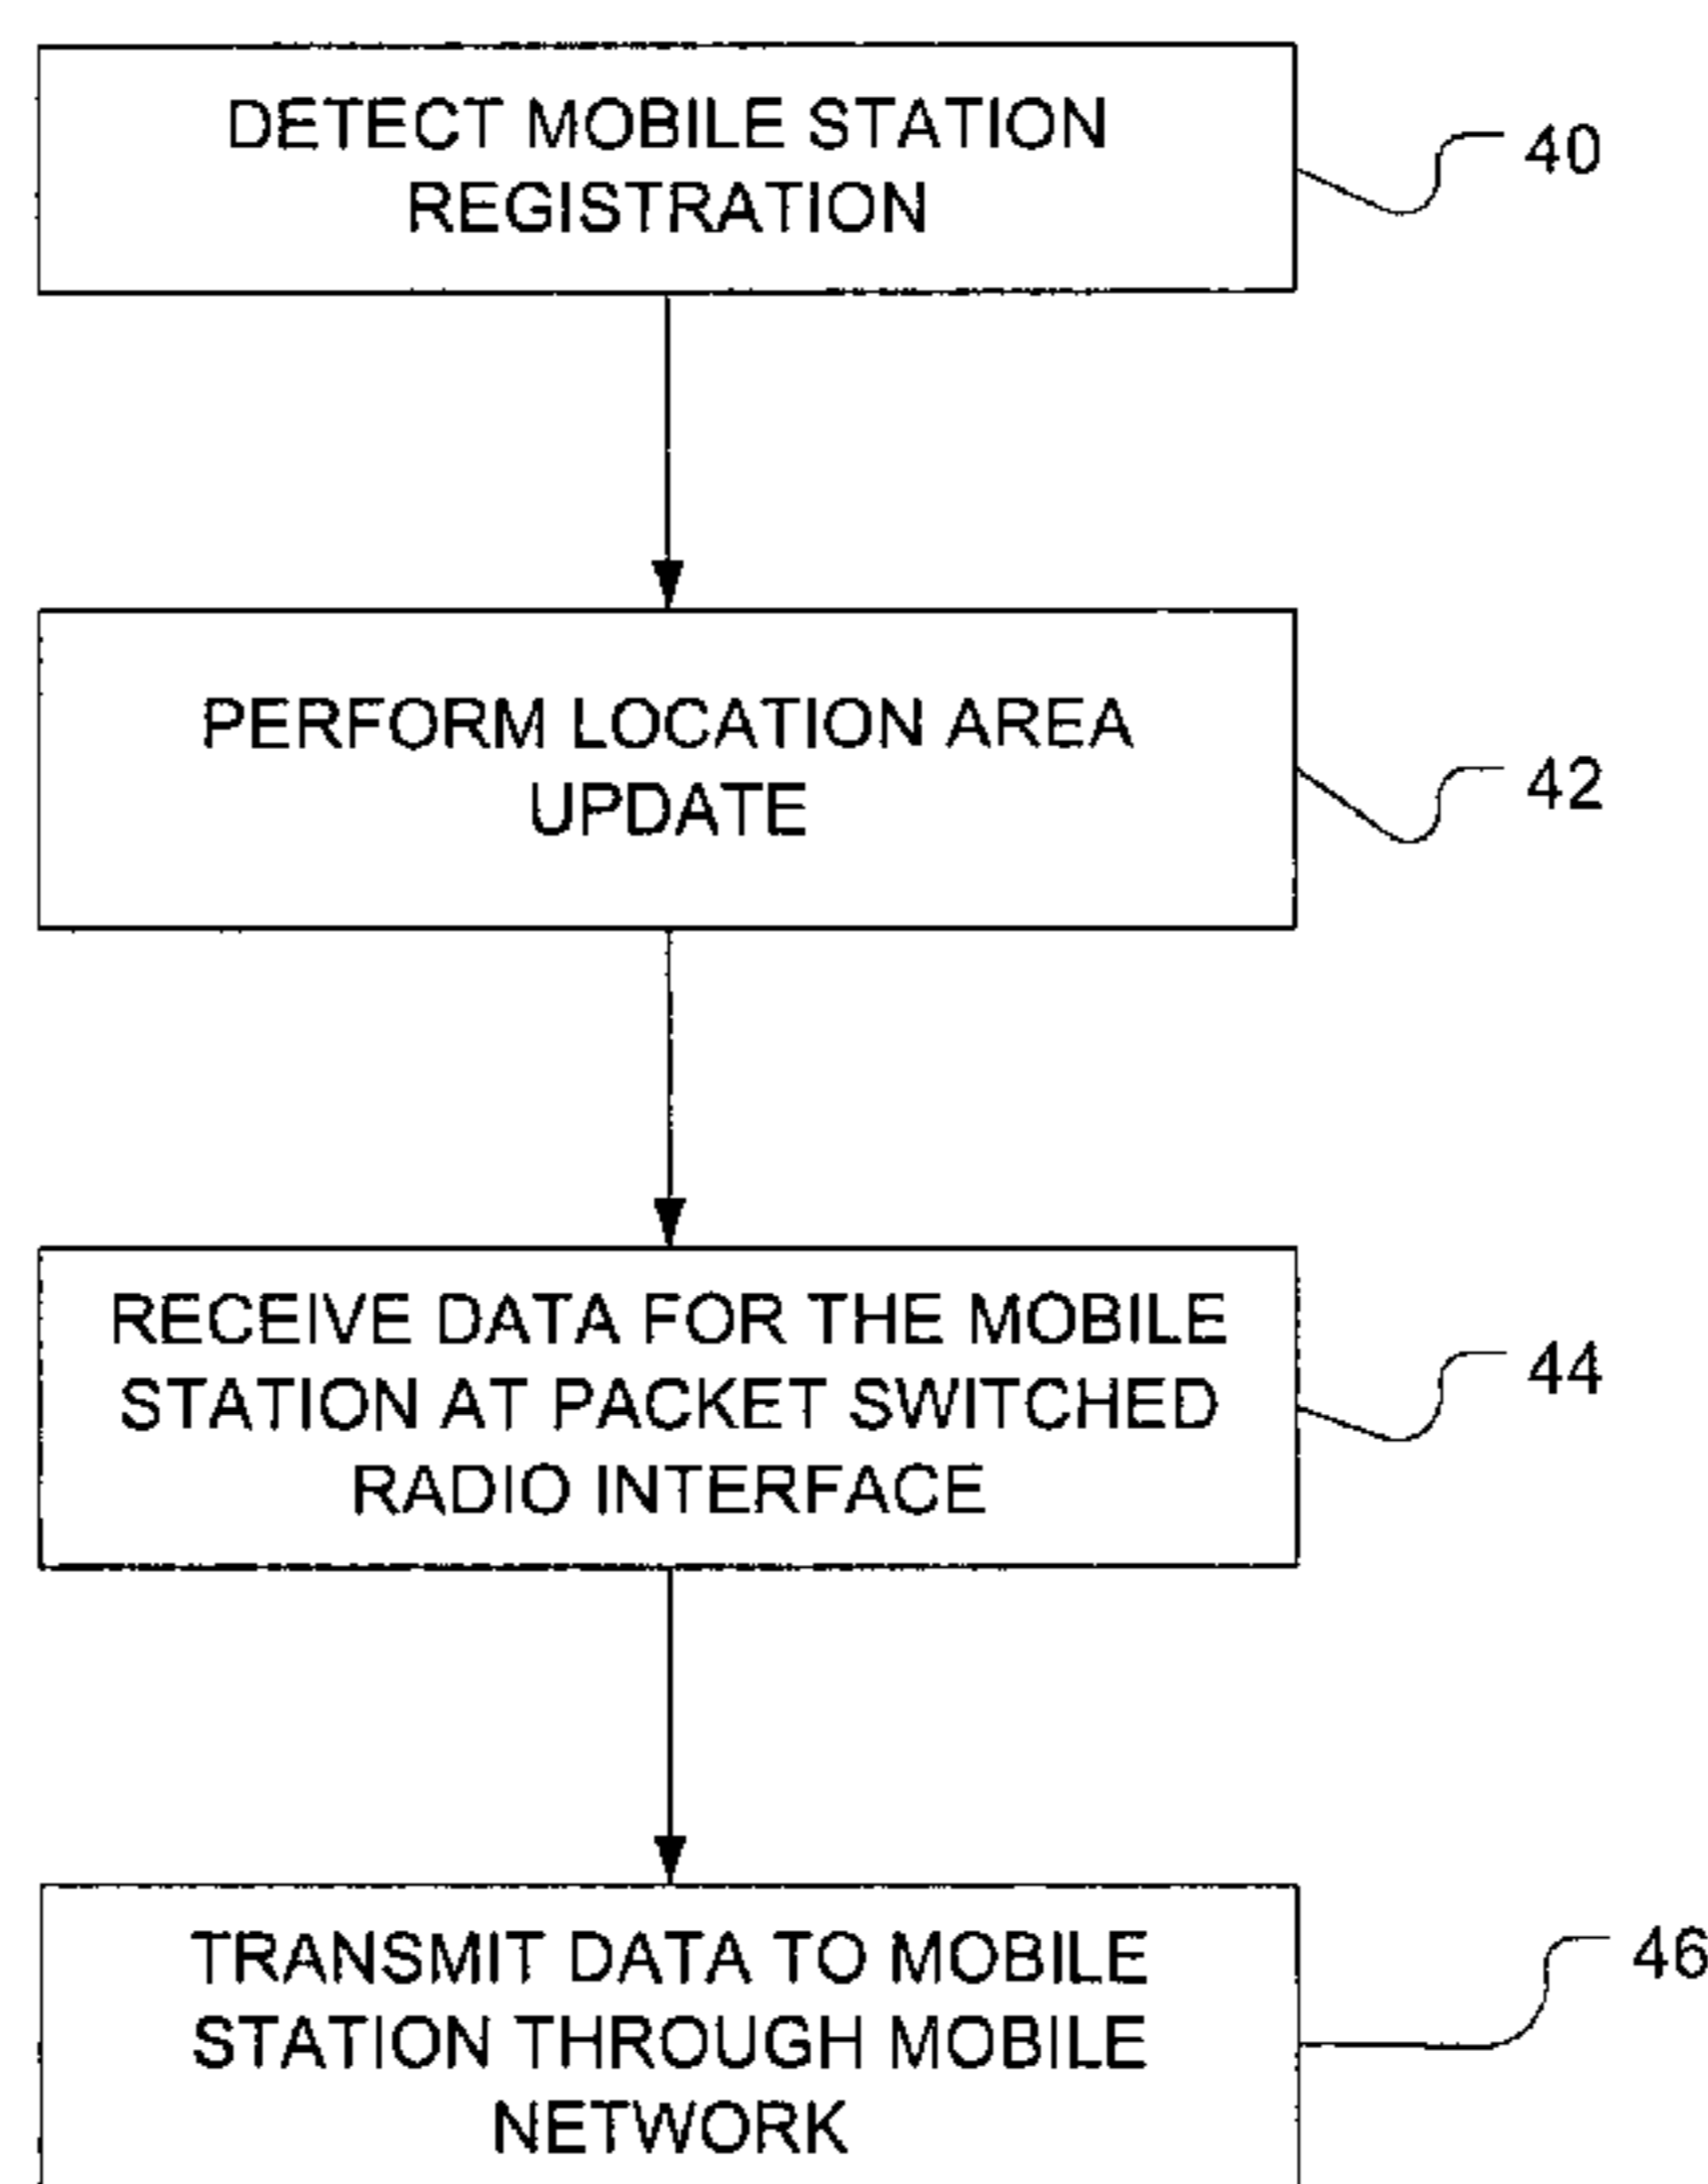 DETECT MOBILE STATION
REGISTRATION
40
PERFORM LOCATION AREA
UPDATE
42
RECEIVE DATA FOR THE MOBILE
STATION AT PACKET SWITCHED
RADIO INTERFACE
44
TRANSMIT DATA TO MOBILE
STATION THROUGH MOBILE
NETWORK
46